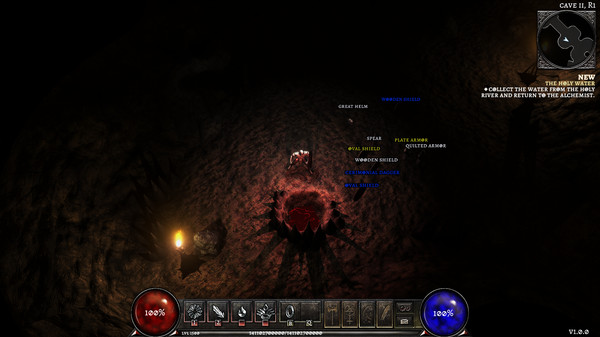 CAVE II, R1
NEW
THE HOLY WATER
COLLECT THE WATER FROM THE HOLY
RIVER AND RETURN TO THE ALCHEMIST.
WOODEN SHIELD
GREAT HELM
SPEAR
PLATE ARMOR
OVAL SHIELD
QUILTED ARMOR
WOODEN SHIELD
100%
100%
V1.0.0